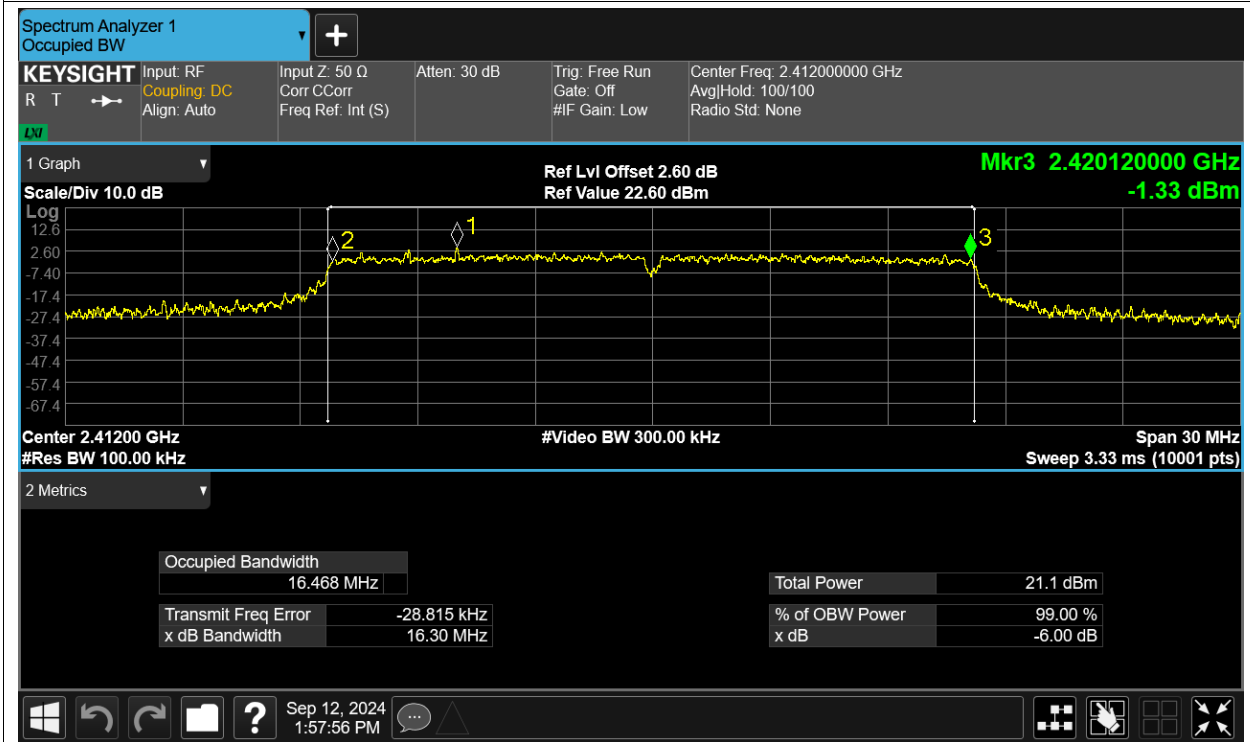 Spectrum Analyzer 1
Occupied BW
KEYSIGHT
R T
LXI
Input: RF
Coupling: DC
Align: Auto
Input Z: 50 Ω
Corr CCorr
Freq Ref: Int (S)
Atten: 30 dB
Trig: Free Run
Gate: Off
#IF Gain: Low
Center Freq: 2.412000000 GHz
Avg|Hold: 100/100
Radio Std: None
1 Graph
Scale/Div 10.0 dB
Ref Lvl Offset 2.60 dB
Ref Value 22.60 dBm
Mkr3 2.420120000 GHz
-1.33 dBm
Log
12.6
2.60
-7.40
-17.4
-27.4
-37.4
-47.4
-57.4
-67.4
2
1
3
Center 2.41200 GHz
#Res BW 100.00 kHz
#Video BW 300.00 kHz
Span 30 MHz
Sweep 3.33 ms (10001 pts)
2 Metrics
Occupied Bandwidth
16.468 MHz
Transmit Freq Error -28.815 kHz
x dB Bandwidth 16.30 MHz
Total Power 21.1 dBm
% of OBW Power 99.00 %
x dB -6.00 dB
?
Sep 12, 2024
1:57:56 PM